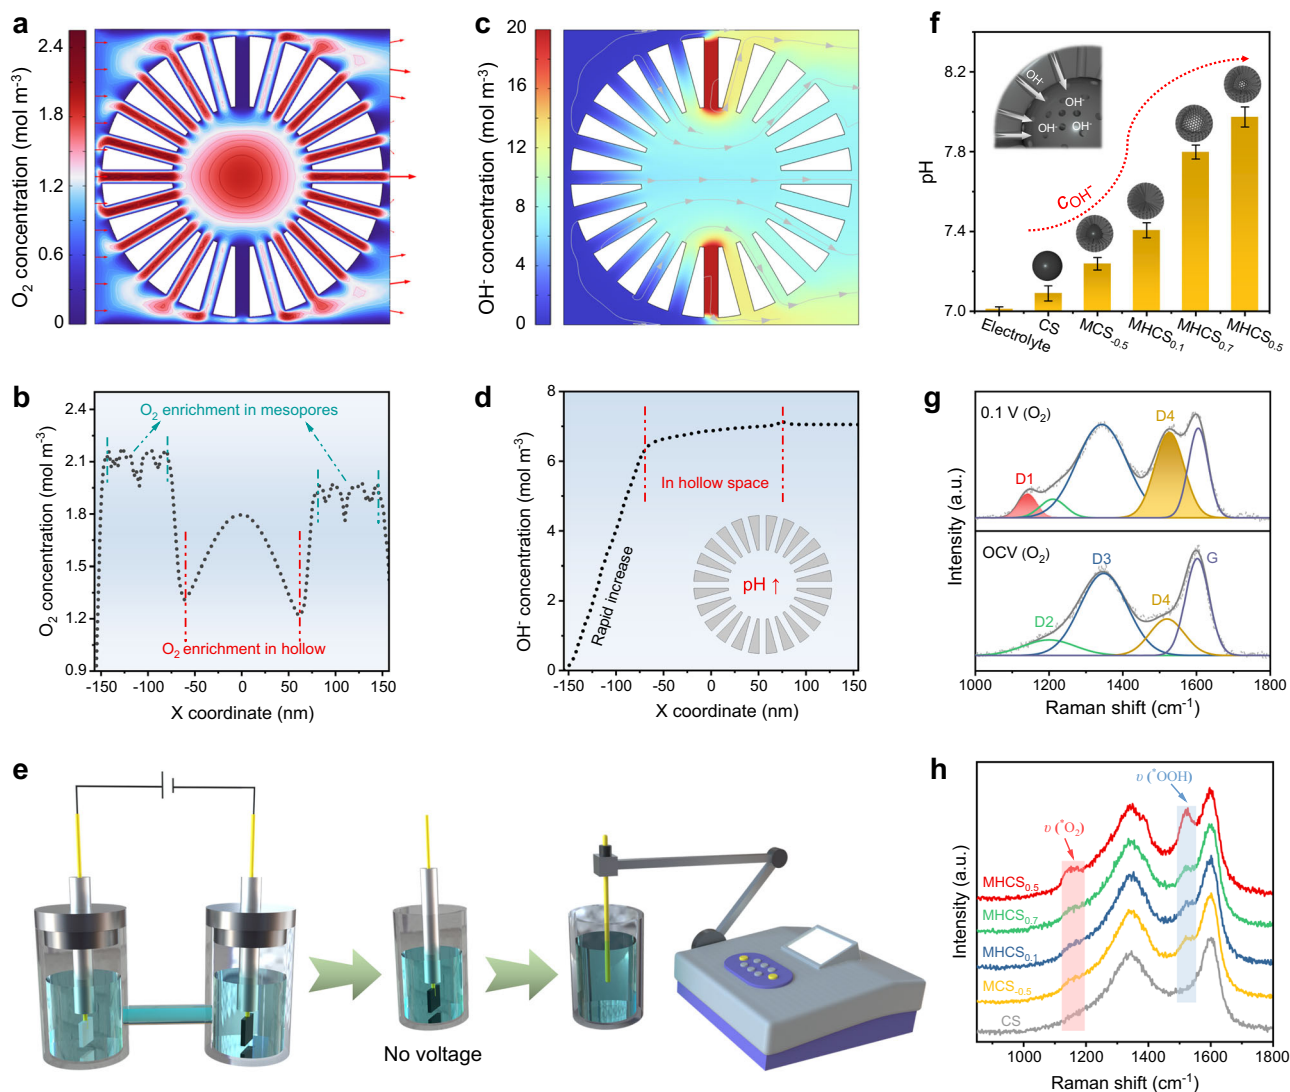 a
O₂ concentration (mol m⁻³)
2.4
1.8
1.2
0.6
0
c
OH⁻ concentration (mol m⁻³)
20
16
12
8
4
0
f
pH
8.2
7.8
7.4
7.0
OH⁻
OH⁻
OH⁻
OH⁻
C_OH⁻
Electrolyte
CS
MCS₋₀.₅
MHCS₀.₁
MHCS₀.₇
MHCS₀.₅
b
O₂ concentration (mol m⁻³)
2.4
2.1
1.8
1.5
1.2
0.9
O₂ enrichment in mesopores
O₂ enrichment in hollow
-150 -100 -50 0 50 100 150
X coordinate (nm)
d
OH⁻ concentration (mol m⁻³)
8
6
4
2
0
Rapid increase
In hollow space
pH ↑
-150 -100 -50 0 50 100 150
X coordinate (nm)
g
Intensity (a.u.)
0.1 V (O₂)
D1
D4
OCV (O₂)
D2
D3
D4
G
1000 1200 1400 1600 1800
Raman shift (cm⁻¹)
e
No voltage
h
Intensity (a.u.)
υ (*O₂)
υ (*OOH)
MHCS₀.₅
MHCS₀.₇
MHCS₀.₁
MCS₋₀.₅
CS
1000 1200 1400 1600 1800
Raman shift (cm⁻¹)